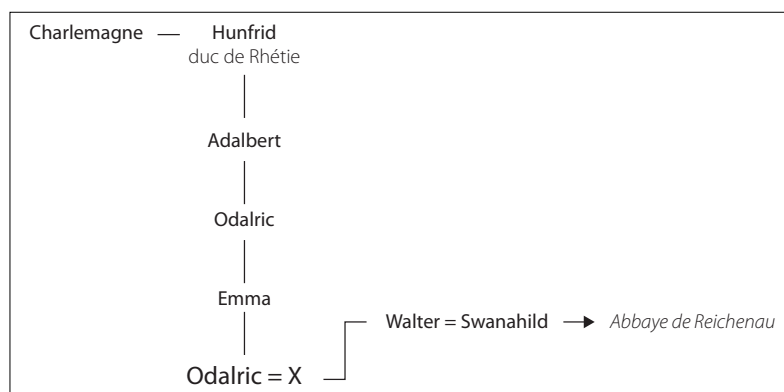 Charlemagne — Hunfrid
duc de Rhétie
Adalbert
Odalric
Emma
Walter = Swanahild → Abbaye de Reichenau
Odalric = X